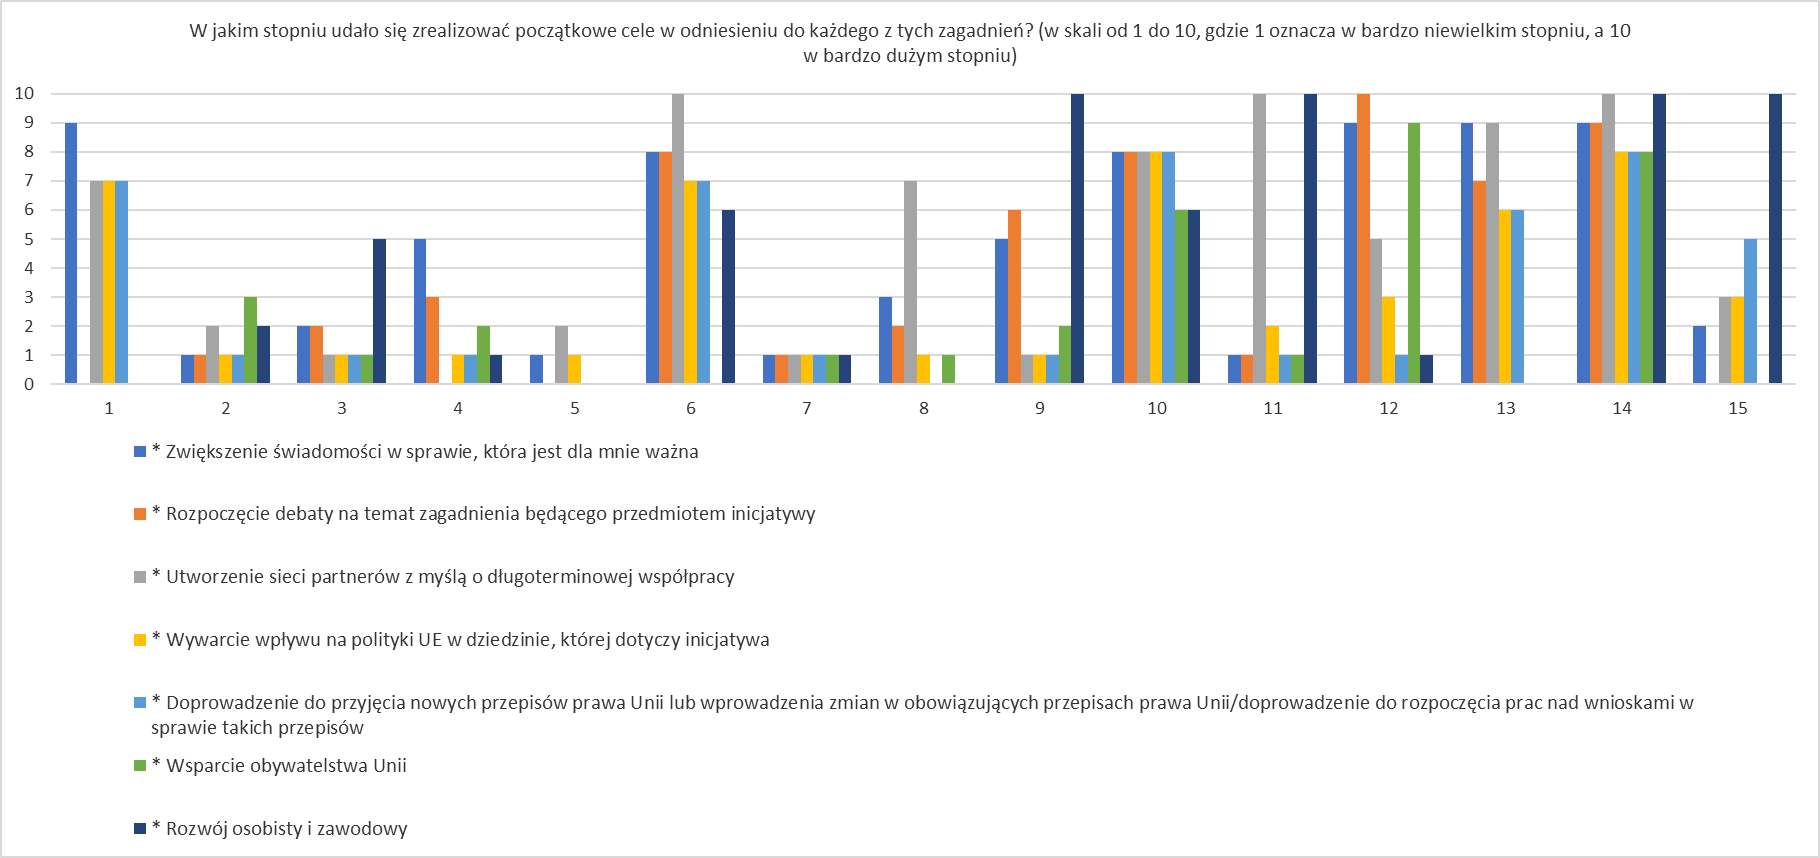 W jakim stopniu udało się zrealizować początkowe cele w odniesieniu do każdego z tych zagadnień? (w skali od 1 do 10, gdzie 1 oznacza w bardzo niewielkim stopniu, a 10
w bardzo dużym stopniu)
10
9
8
7
6
5
4
3
2
1
0
1 2 3 4 5 6 7 8 9 10 11 12 13 14 15
* Zwiększenie świadomości w sprawie, która jest dla mnie ważna
* Rozpoczęcie debaty na temat zagadnienia będącego przedmiotem inicjatywy
* Utworzenie sieci partnerów z myślą o długoterminowej współpracy
* Wywarcie wpływu na polityki UE w dziedzinie, której dotyczy inicjatywa
* Doprowadzenie do przyjęcia nowych przepisów prawa Unii lub wprowadzenia zmian w obowiązujących przepisach prawa Unii/doprowadzenie do rozpoczęcia prac nad wnioskami w
sprawie takich przepisów
* Wsparcie obywatelstwa Unii
* Rozwój osobisty i zawodowy